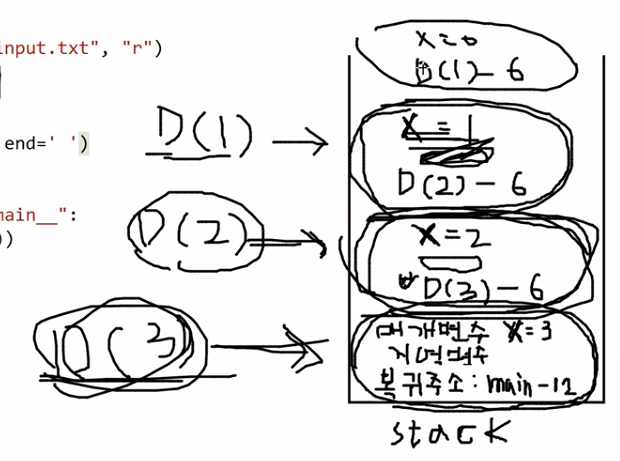 input.txt", "r")
end=' ')
main__":
))
D(1)
D(2)
D(3)
x=0
D(1)-6
x=1
D(2)-6
x=2
D(3)-6
매개변수 x=3
지역변수
복귀주소: main-12
stack